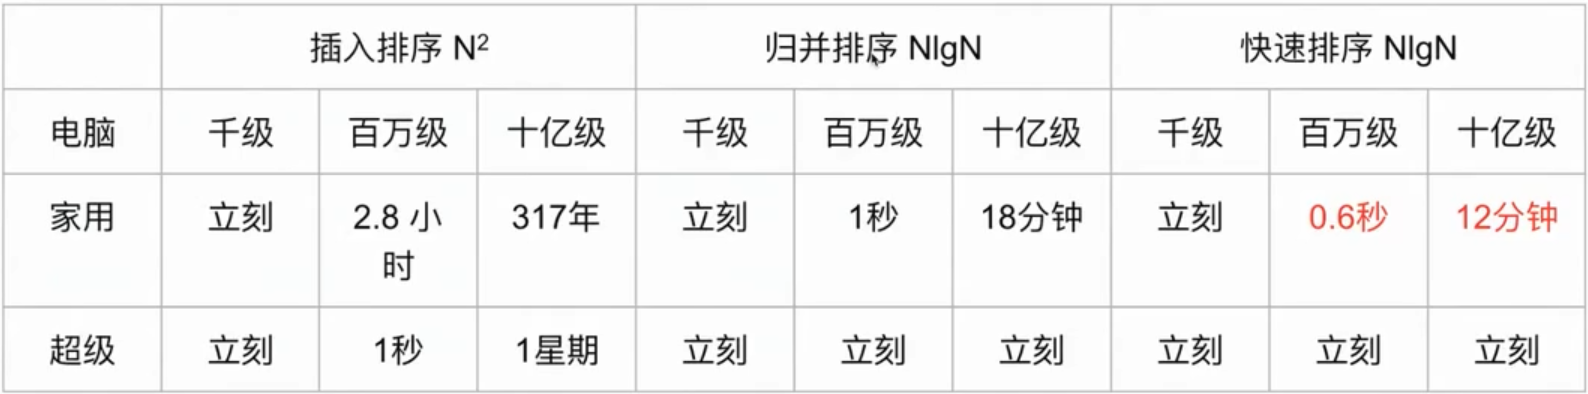 插入排序 N² 归并排序 NlgN 快速排序 NlgN
电脑 千级 百万级 十亿级 千级 百万级 十亿级 千级 百万级 十亿级
家用 立刻 2.8 小时 317年 立刻 1秒 18分钟 立刻 0.6秒 12分钟
超级 立刻 1秒 1星期 立刻 立刻 立刻 立刻 立刻 立刻